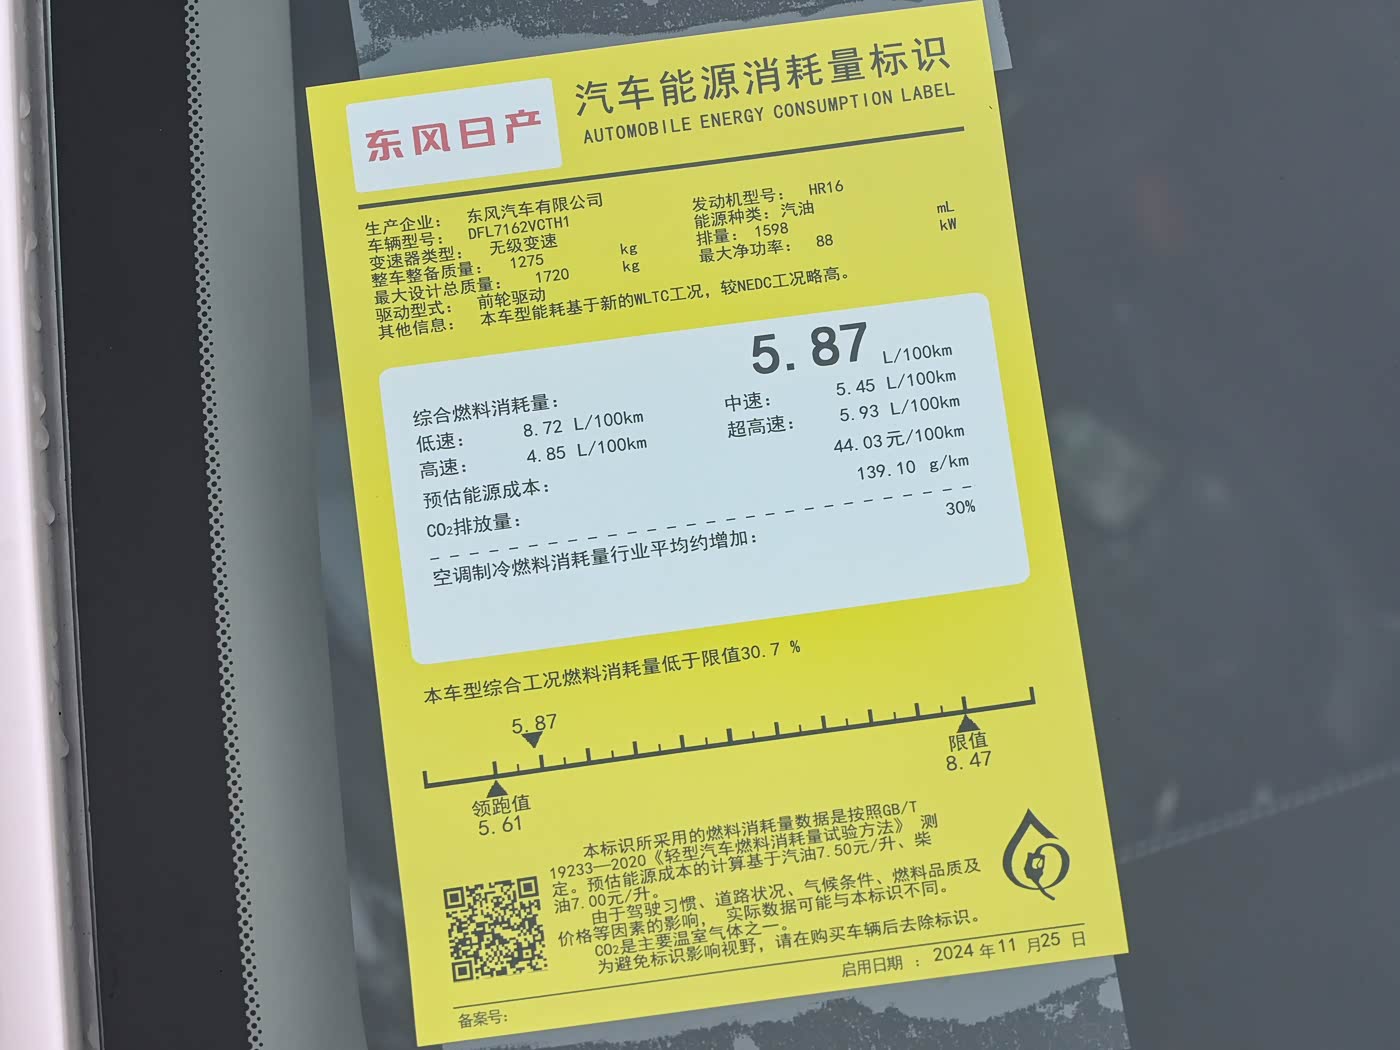 东风日产
汽车能源消耗量标识
AUTOMOBILE ENERGY CONSUMPTION LABEL
生产企业： 东风汽车有限公司
车辆型号： DFL7162VCTH1
变速器类型： 无级变速
整车整备质量： 1275 kg
最大设计总质量： 1720 kg
驱动型式： 前轮驱动
其他信息： 本车型能耗基于新的WLTC工况，较NEDC工况略高。
发动机型号： HR16
能源种类：汽油
排量： 1598 mL
最大净功率： 88 kW
综合燃料消耗量： 5.87 L/100km
低速： 8.72 L/100km 中速： 5.45 L/100km
高速： 4.85 L/100km 超高速： 5.93 L/100km
预估能源成本： 44.03元/100km
CO₂排放量： 139.10 g/km
空调制冷燃料消耗量行业平均约增加： 30%
本车型综合工况燃料消耗量低于限值30.7 %
5.87
领跑值
5.61
限值
8.47
本标识所采用的燃料消耗量数据是按照GB/T
19233—2020《轻型汽车燃料消耗量试验方法》 测
定。预估能源成本的计算基于汽油7.50元/升、柴
油7.00元/升。
由于驾驶习惯、道路状况、气候条件、燃料品质及
价格等因素的影响， 实际数据可能与本标识不同。
CO₂是主要温室气体之一。
为避免标识影响视野，请在购买车辆后去除标识。
启用日期 ： 2024 年 11 月25 日
备案号：